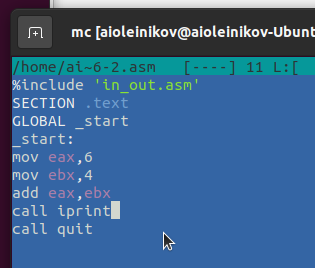 mc [aioleinikov@aioleinikov-Ubunt
/home/ai~6-2.asm [----] 11 L:[
%include 'in_out.asm'
SECTION .text
GLOBAL _start
_start:
mov eax,6
mov ebx,4
add eax,ebx
call iprint
call quit